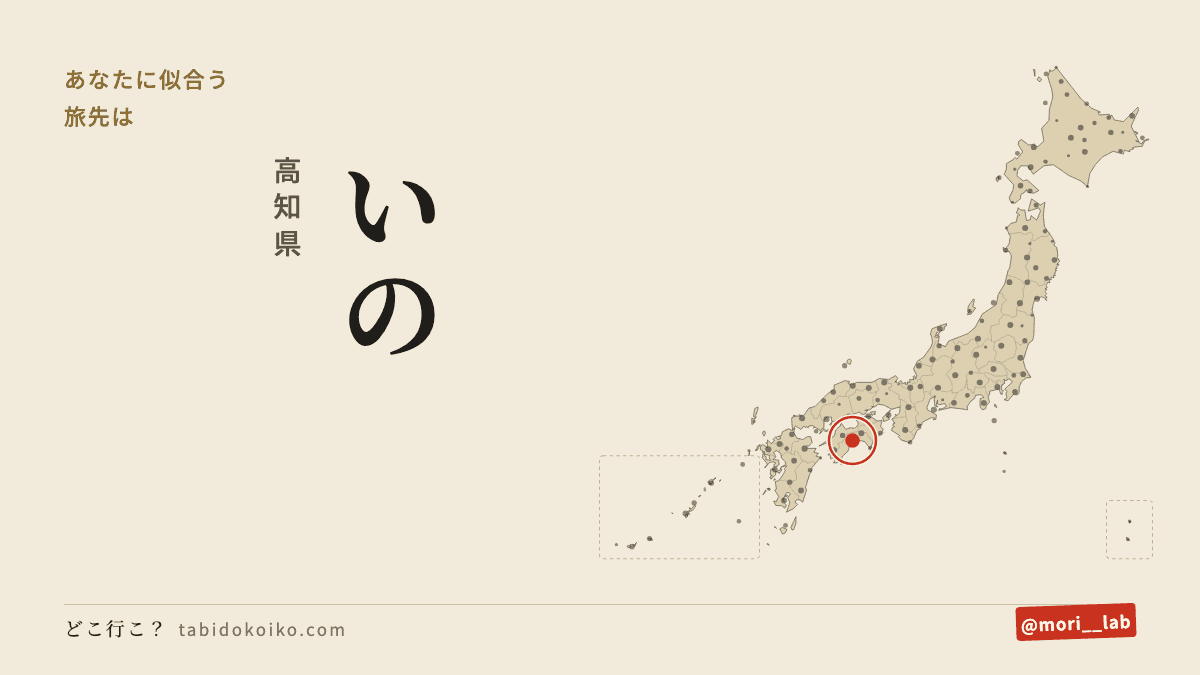 あなたに似合う
旅先は
高知県
いの
どこ行こ？ tabidokoiko.com
@mori__lab